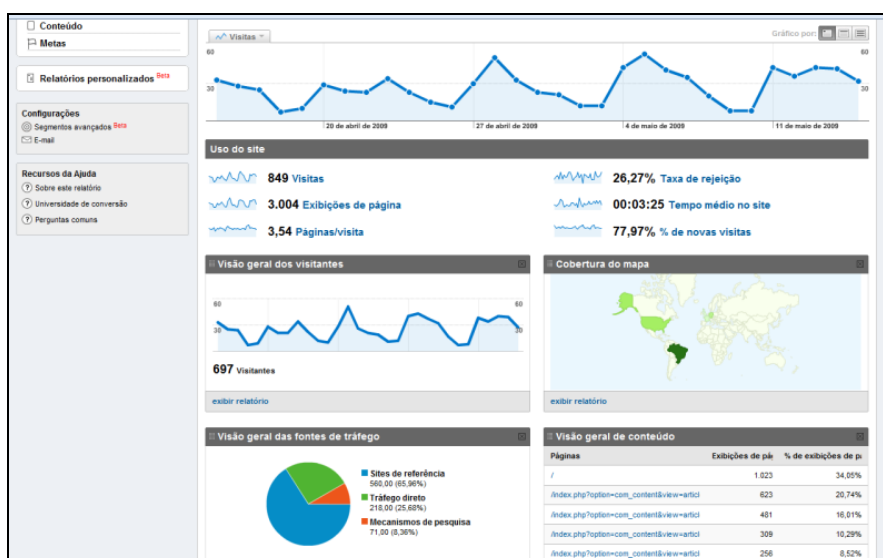 Conteúdo
Metas
Relatórios personalizados Beta
Configurações
Segmentos avançados Beta
E-mail
Recursos da Ajuda
Sobre este relatório
Universidade de conversão
Perguntas comuns
Visitas
Gráfico por:
60 60
30 30
20 de abril de 2009 27 de abril de 2009 4 de maio de 2009 11 de maio de 2009
Uso do site
849 Visitas
3.004 Exibições de página
3,54 Páginas/visita
26,27% Taxa de rejeição
00:03:25 Tempo médio no site
77,97% % de novas visitas
Visão geral dos visitantes
60 60
30 30
697 Visitantes
exibir relatório
Cobertura do mapa
exibir relatório
Visão geral das fontes de tráfego
Sites de referência
560,00 (65,96%)
Tráfego direto
218,00 (25,68%)
Mecanismos de pesquisa
71,00 (8,36%)
Visão geral de conteúdo
Páginas Exibições de pá % de exibições de p
/ 1.023 34,05%
/index.php?option=com_content&view=articl 623 20,74%
/index.php?option=com_content&view=articl 481 16,01%
/index.php?option=com_content&view=articl 309 10,29%
/index.php?option=com_content&view=articl 256 8,52%